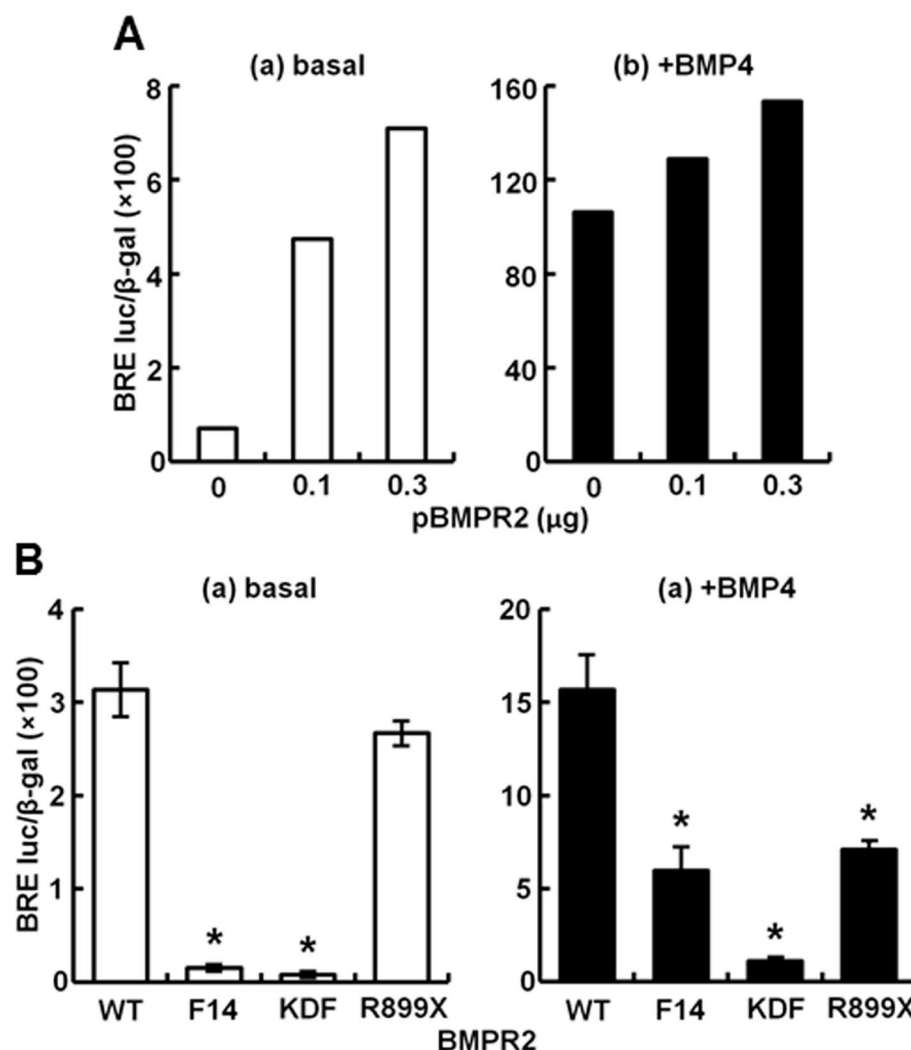 A
(a) basal
(b) +BMP4
BRE luc/β-gal (×100)
8
6
4
2
0
160
120
80
40
0
0 0.1 0.3
0 0.1 0.3
pBMPR2 (μg)
B
(a) basal
(a) +BMP4
BRE luc/β-gal (×100)
4
3
2
1
0
* *
20
15
10
5
0
* * *
WT F14 KDF R899X
WT F14 KDF R899X
BMPR2